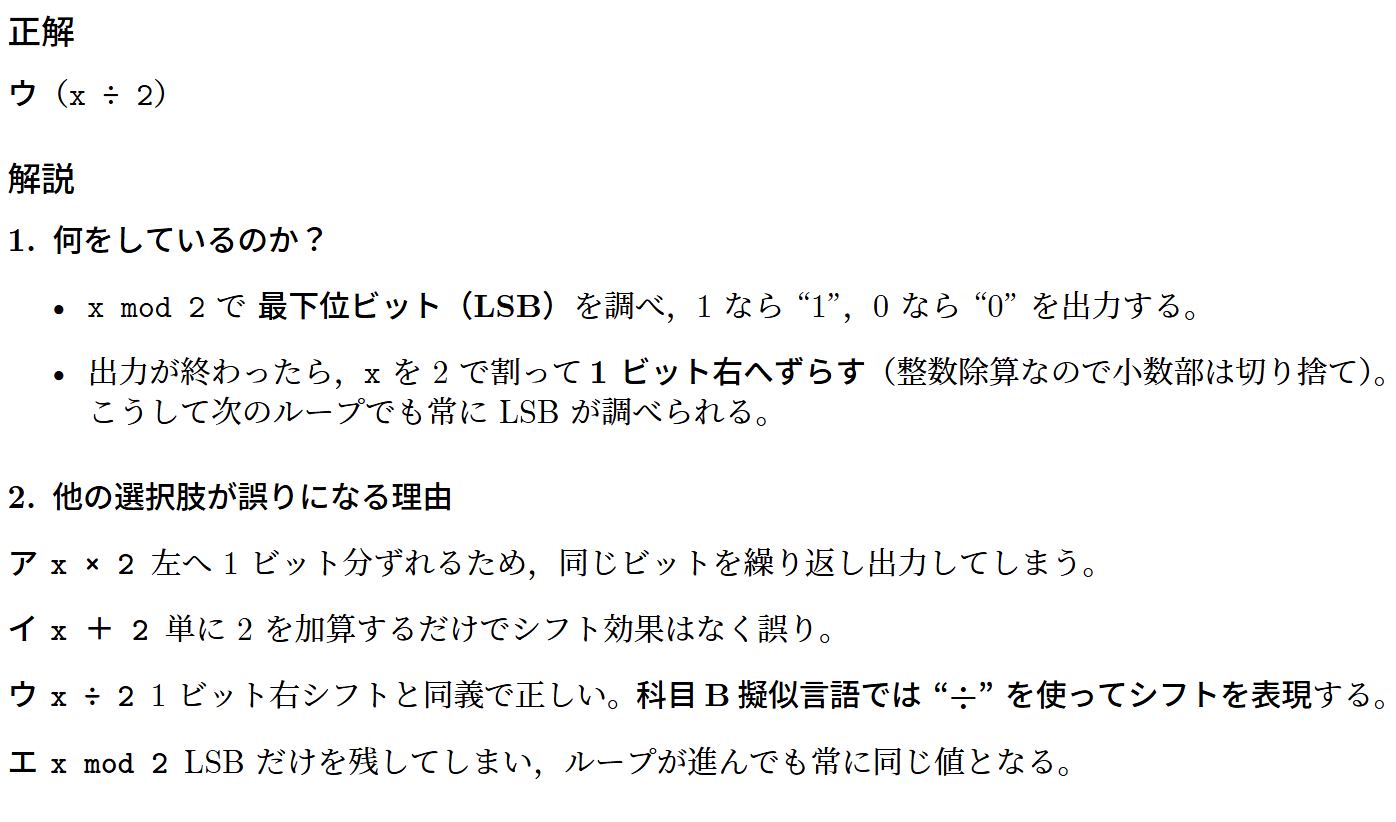 正解
ウ（x ÷ 2）
解説
1. 何をしているのか？
• x mod 2 で 最下位ビット（LSB）を調べ，1 なら “1”，0 なら “0” を出力する。
• 出力が終わったら，x を 2 で割って 1 ビット右へずらす（整数除算なので小数部は切り捨て）。
こうして次のループでも常に LSB が調べられる。
2. 他の選択肢が誤りになる理由
ア x × 2 左へ 1 ビット分ずれるため，同じビットを繰り返し出力してしまう。
イ x ＋ 2 単に 2 を加算するだけでシフト効果はなく誤り。
ウ x ÷ 2 1 ビット右シフトと同義で正しい。科目 B 擬似言語では “÷” を使ってシフトを表現する。
エ x mod 2 LSB だけを残してしまい，ループが進んでも常に同じ値となる。